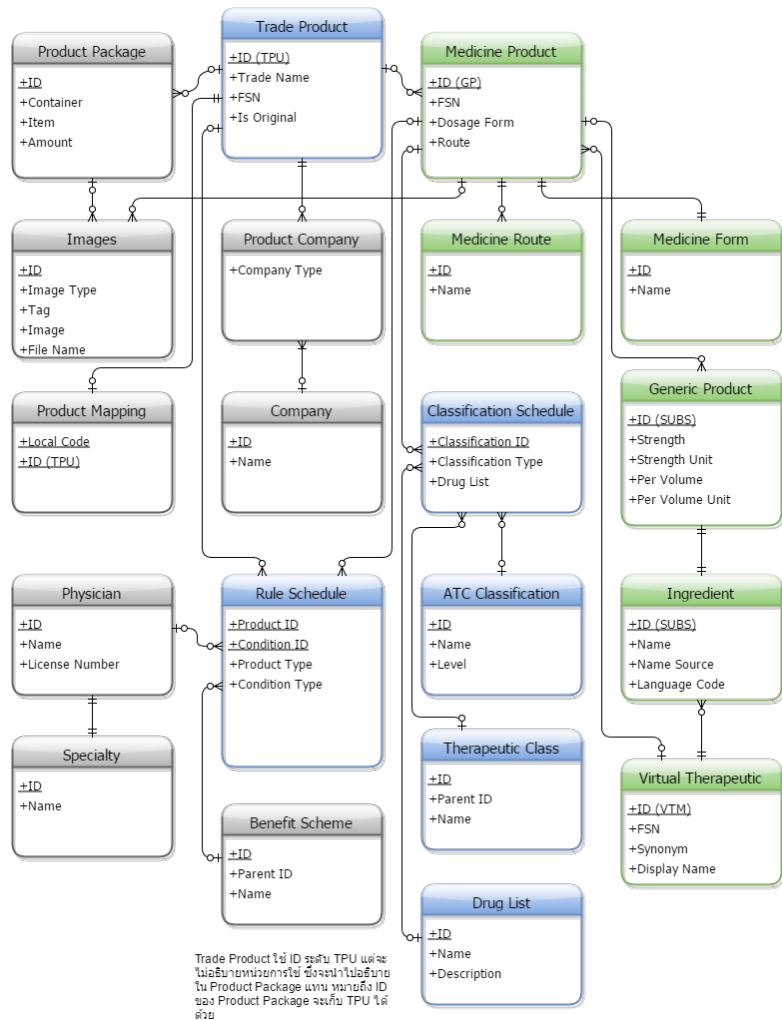 Trade Product
+ID (TPU)
+Trade Name
+FSN
+Is Original
Product Package
+ID
+Container
+Item
+Amount
Medicine Product
+ID (GP)
+FSN
+Dosage Form
+Route
Images
+ID
+Image Type
+Tag
+Image
+File Name
Product Company
+Company Type
Medicine Route
+ID
+Name
Medicine Form
+ID
+Name
Product Mapping
+Local Code
+ID (TPU)
Company
+ID
+Name
Classification Schedule
+Classification ID
+Classification Type
+Drug List
Generic Product
+ID (SUBS)
+Strength
+Strength Unit
+Per Volume
+Per Volume Unit
Physician
+ID
+Name
+License Number
Rule Schedule
+Product ID
+Condition ID
+Product Type
+Condition Type
ATC Classification
+ID
+Name
+Level
Ingredient
+ID (SUBS)
+Name
+Name Source
+Language Code
Specialty
+ID
+Name
Therapeutic Class
+ID
+Parent ID
+Name
Virtual Therapeutic
+ID (VTM)
+FSN
+Synonym
+Display Name
Benefit Scheme
+ID
+Parent ID
+Name
Drug List
+ID
+Name
+Description
Trade Product ใช้ ID ระดับ TPU แต่จะ
ไม่อธิบายหน่วยการใช้ ซึ่งจะนำไปอธิบาย
ใน Product Package แทน หมายถึง ID
ของ Product Package จะเก็บ TPU ได้
ด้วย